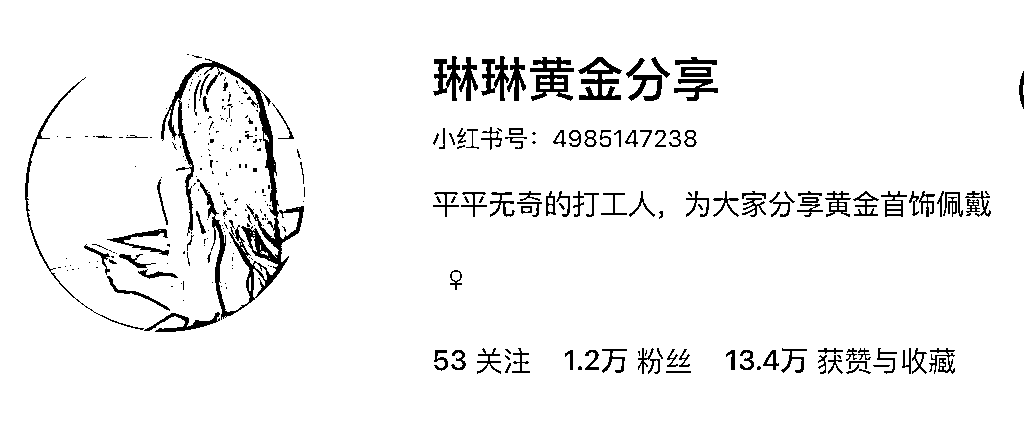 琳琳黄金分享
小红书号：4985147238
平平无奇的打工人，为大家分享黄金首饰佩戴
♀
53 关注 1.2万 粉丝 13.4万 获赞与收藏